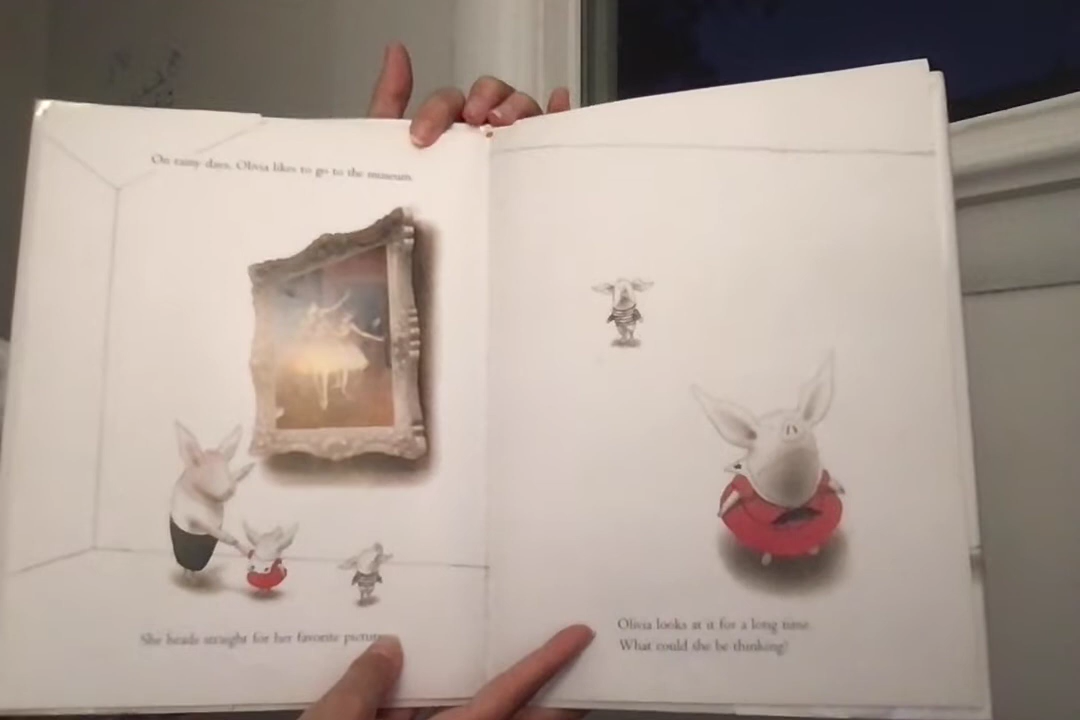 On rainy days, Olivia likes to go to the museum.
She heads straight for her favorite picture
Olivia looks at it for a long time.
What could she be thinking?